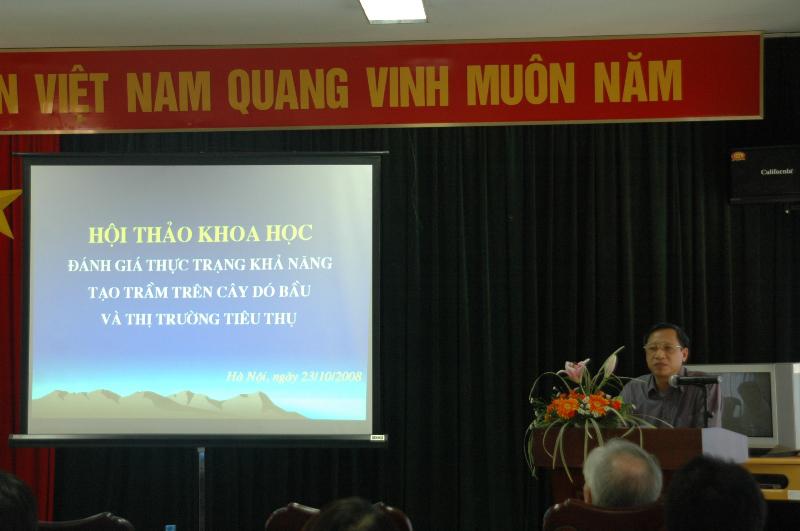 N VIỆT NAM QUANG VINH MUÔN NĂM
HỘI THẢO KHOA HỌC
ĐÁNH GIÁ THỰC TRẠNG KHẢ NĂNG
TẠO TRẦM TRÊN CÂY DÓ BẦU
VÀ THỊ TRƯỜNG TIÊU THỤ
Hà Nội, ngày 23/10/2008
California